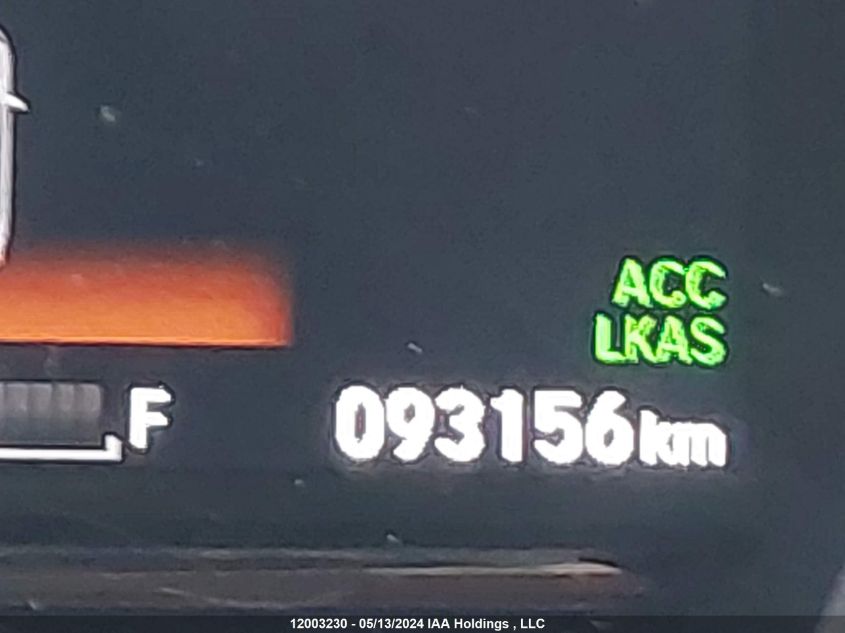 ACC
LKAS
F 093156km
12003230 - 05/13/2024 IAA Holdings , LLC